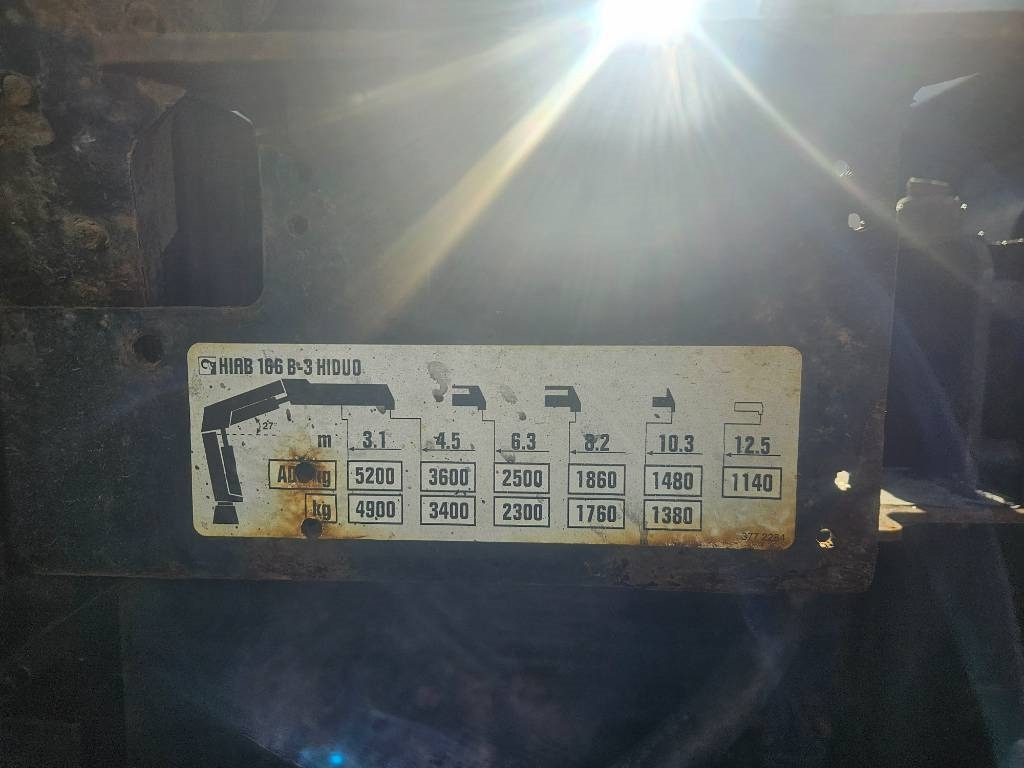 HIAB 166 B-3 HIDUO
27°
m 3.1 4.5 6.3 8.2 10.3 12.5
kg 5200 3600 2500 1860 1480 1140
kg 4900 3400 2300 1760 1380